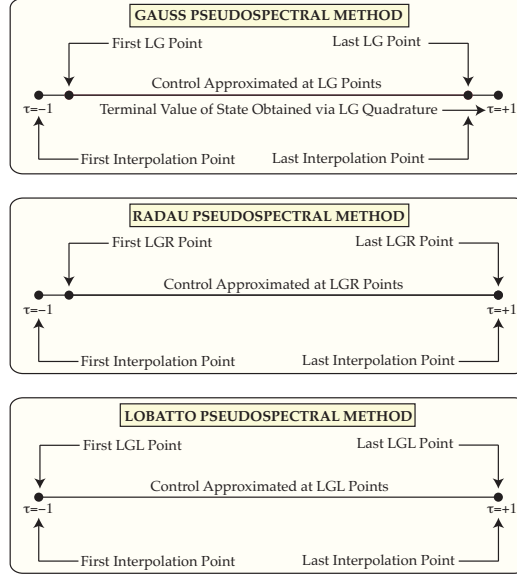 GAUSS PSEUDOSPECTRAL METHOD
First LG Point
Last LG Point
Control Approximated at LG Points
τ=−1
Terminal Value of State Obtained via LG Quadrature
τ=+1
First Interpolation Point
Last Interpolation Point
RADAU PSEUDOSPECTRAL METHOD
First LGR Point
Last LGR Point
Control Approximated at LGR Points
τ=−1
τ=+1
First Interpolation Point
Last Interpolation Point
LOBATTO PSEUDOSPECTRAL METHOD
First LGL Point
Last LGL Point
Control Approximated at LGL Points
τ=−1
τ=+1
First Interpolation Point
Last Interpolation Point